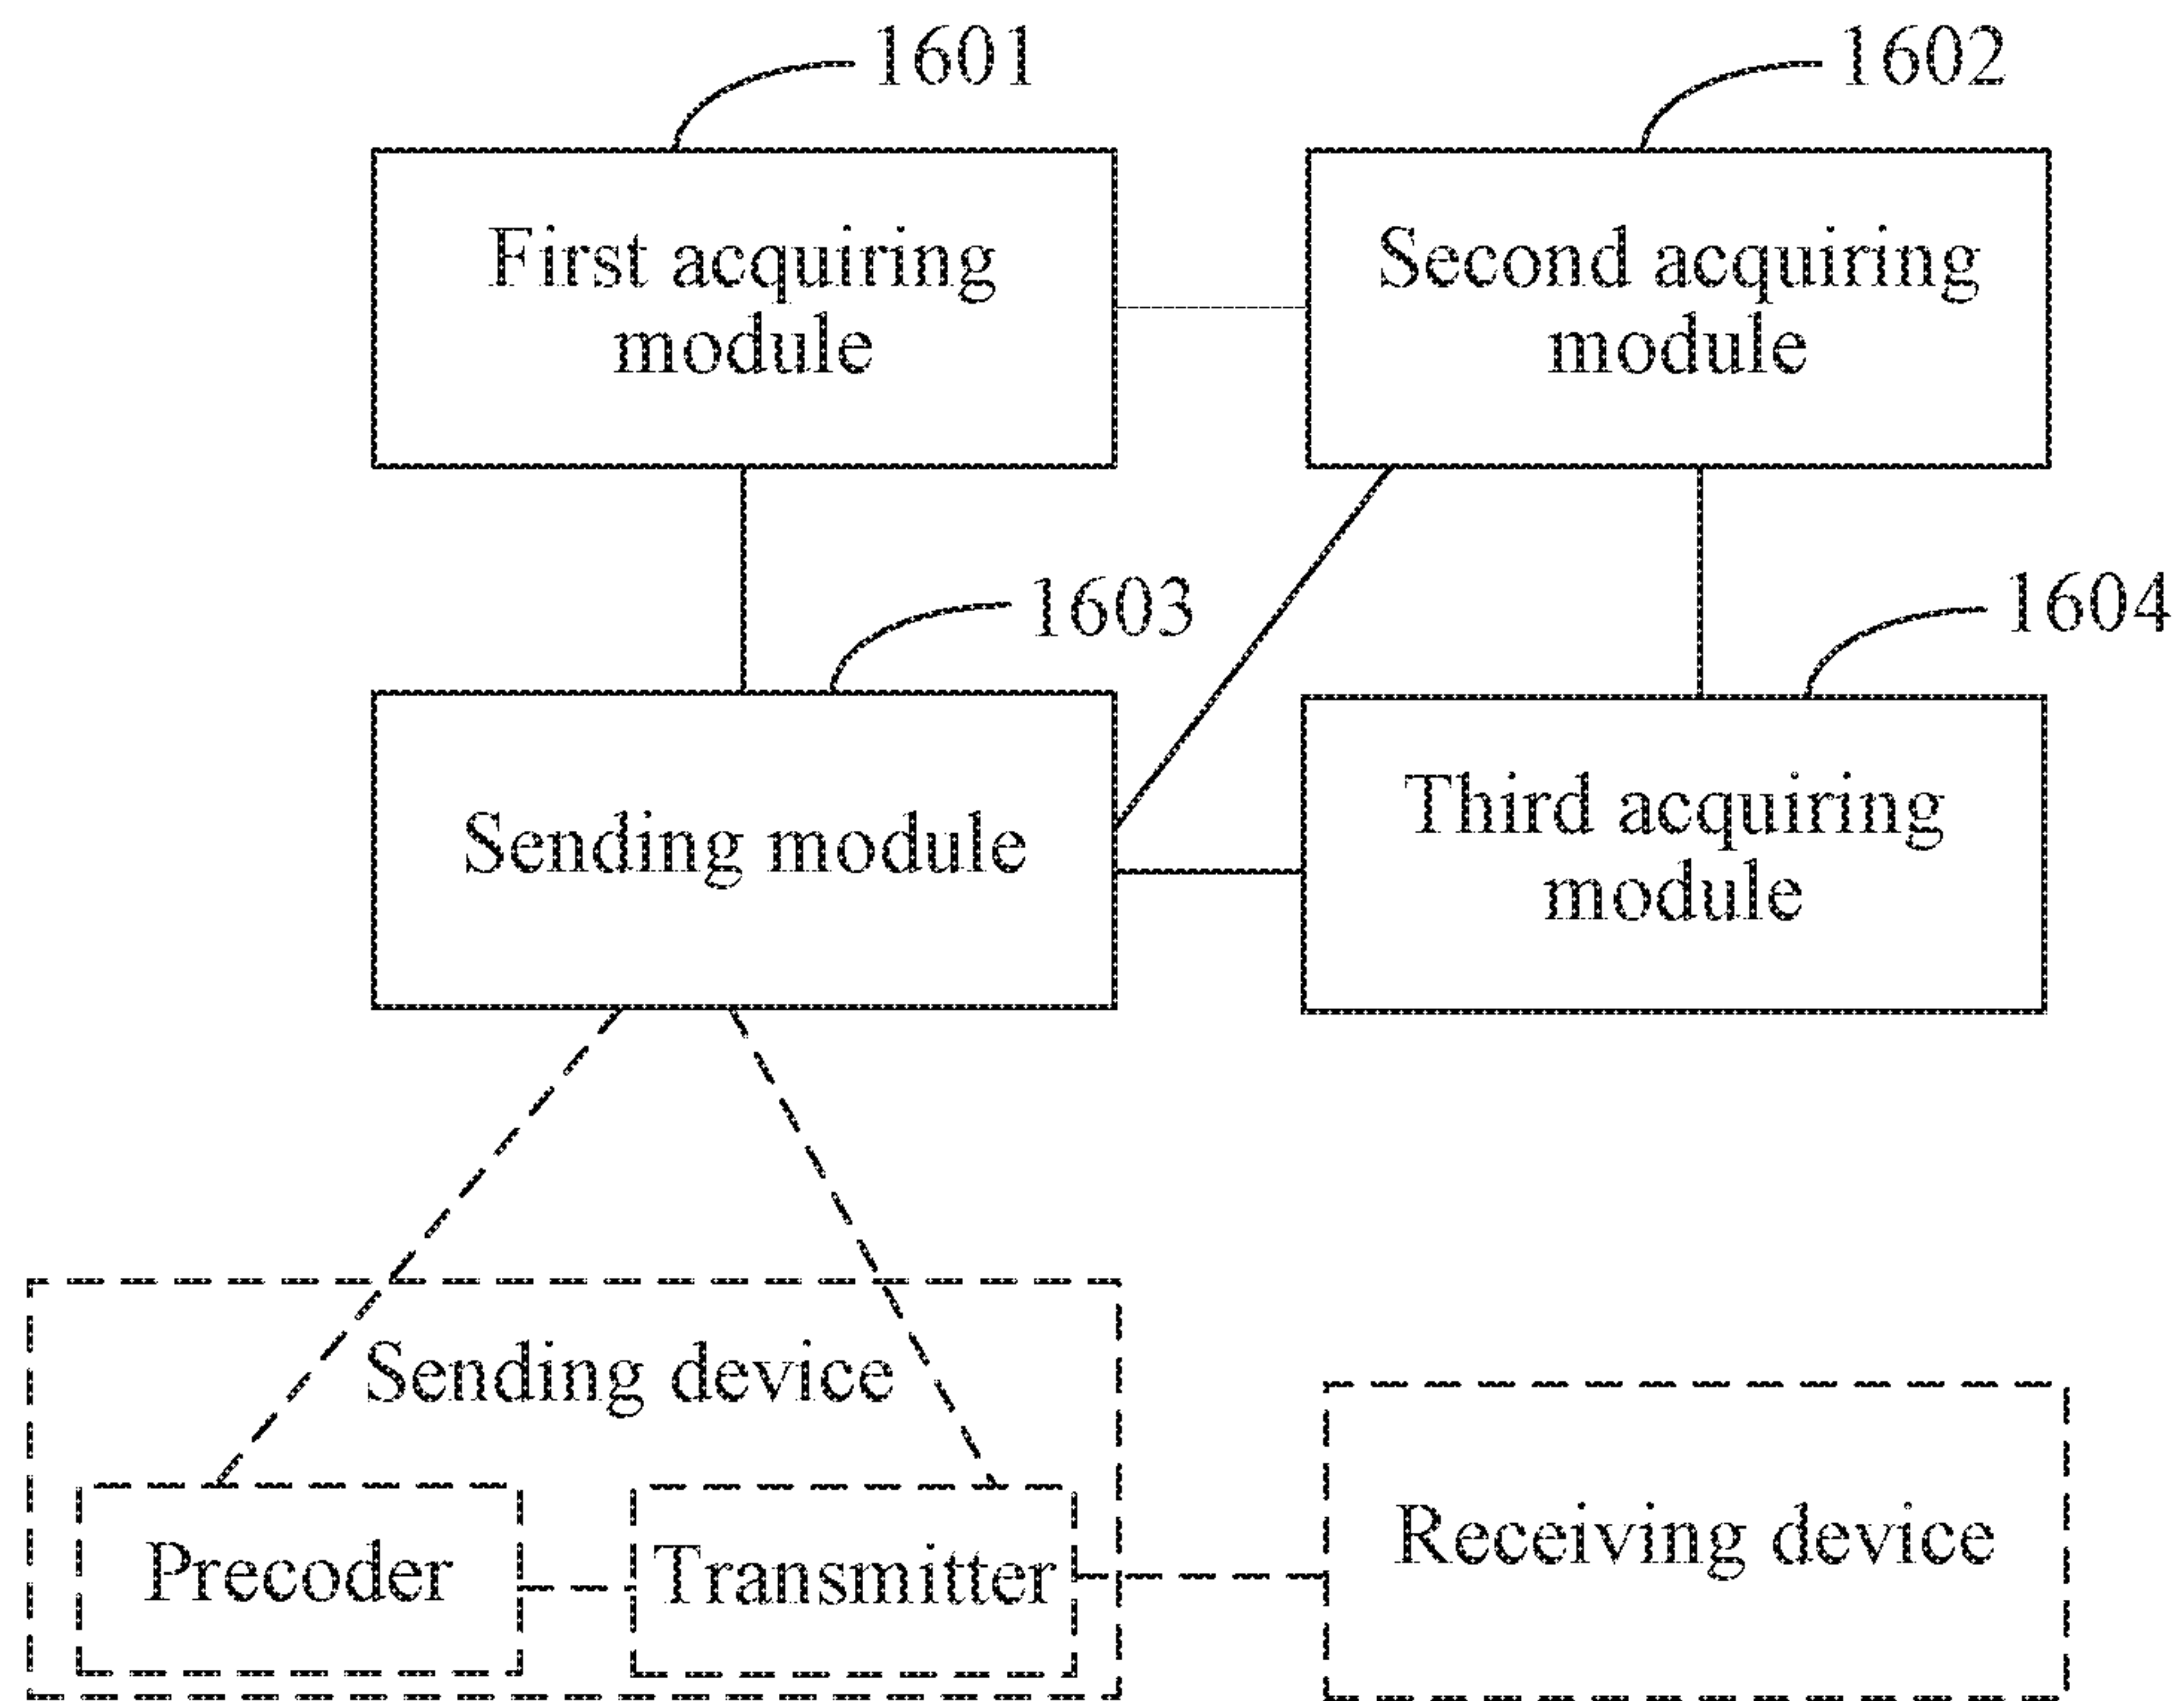 1601
1602
First acquiring
module
Second acquiring
module
1603
1604
Sending module
Third acquiring
module
Sending device
Precoder
Transmitter
Receiving device